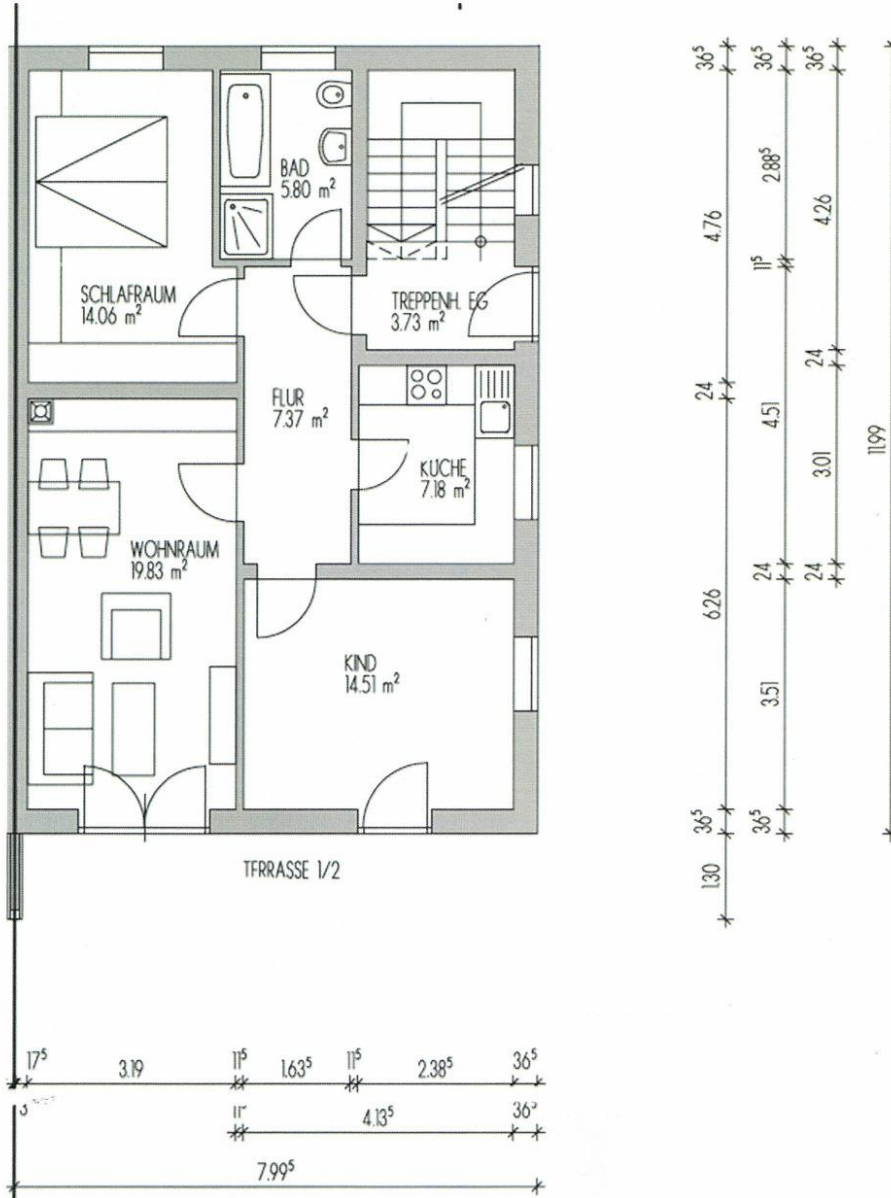 BAD
5.80 m²
SCHLAFRAUM
14.06 m²
TREPPENH. EG
3.73 m²
FLUR
7.37 m²
KÜCHE
7.18 m²
WOHNRAUM
19.83 m²
KIND
14.51 m²
TERRASSE 1/2
36⁵
4.76
24
6.26
36⁵
1.30
36⁵
2.88⁵
11⁵
4.51
24
3.51
36⁵
36⁵
4.26
24
3.01
24
11.99
17⁵
3.19
11⁵
1.63⁵
11⁵
2.38⁵
36⁵
4.13⁵
36⁵
7.99⁵